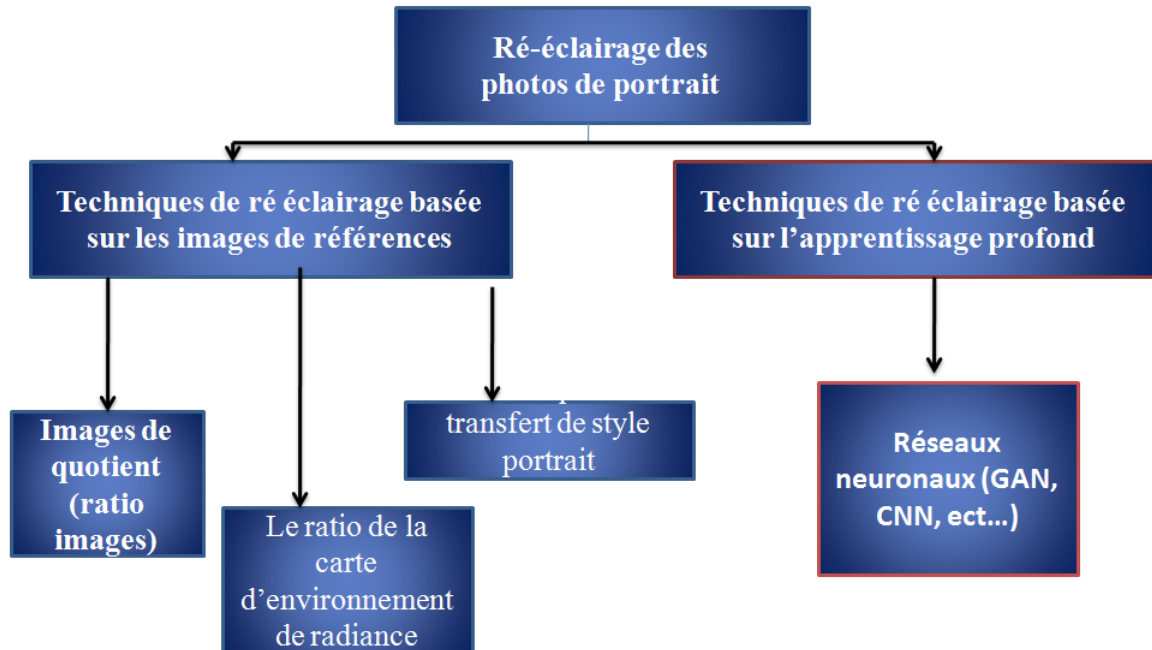 Ré-éclairage des
photos de portrait
Techniques de ré éclairage basée
sur les images de références
Techniques de ré éclairage basée
sur l’apprentissage profond
Images de
quotient
(ratio
images)
Le ratio de la
carte
d’environnement
de radiance
transfert de style
portrait
Réseaux
neuronaux (GAN,
CNN, ect...)